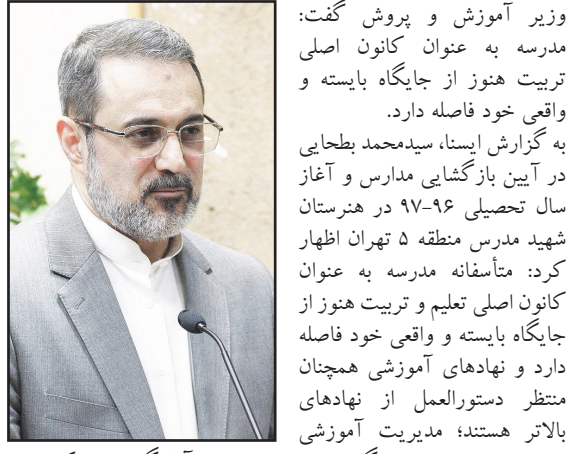 وزیر آموزش و پروش گفت:
مدرسه به عنوان کانون اصلی
تربیت هنوز از جایگاه بایسته و
واقعی خود فاصله دارد.
به گزارش ایسنا، سیدمحمد بطحایی
در آیین بازگشایی مدارس و آغاز
سال تحصیلی ۹۶-۹۷ در هنرستان
شهید مدرس منطقه ۵ تهران اظهار
کرد: متأسفانه مدرسه به عنوان
کانون اصلی تعلیم و تربیت هنوز از
جایگاه بایسته و واقعی خود فاصله
دارد و نهادهای آموزشی همچنان
منتظر دستورالعمل از نهادهای
بالاتر هستند؛ مدیریت آموزشی